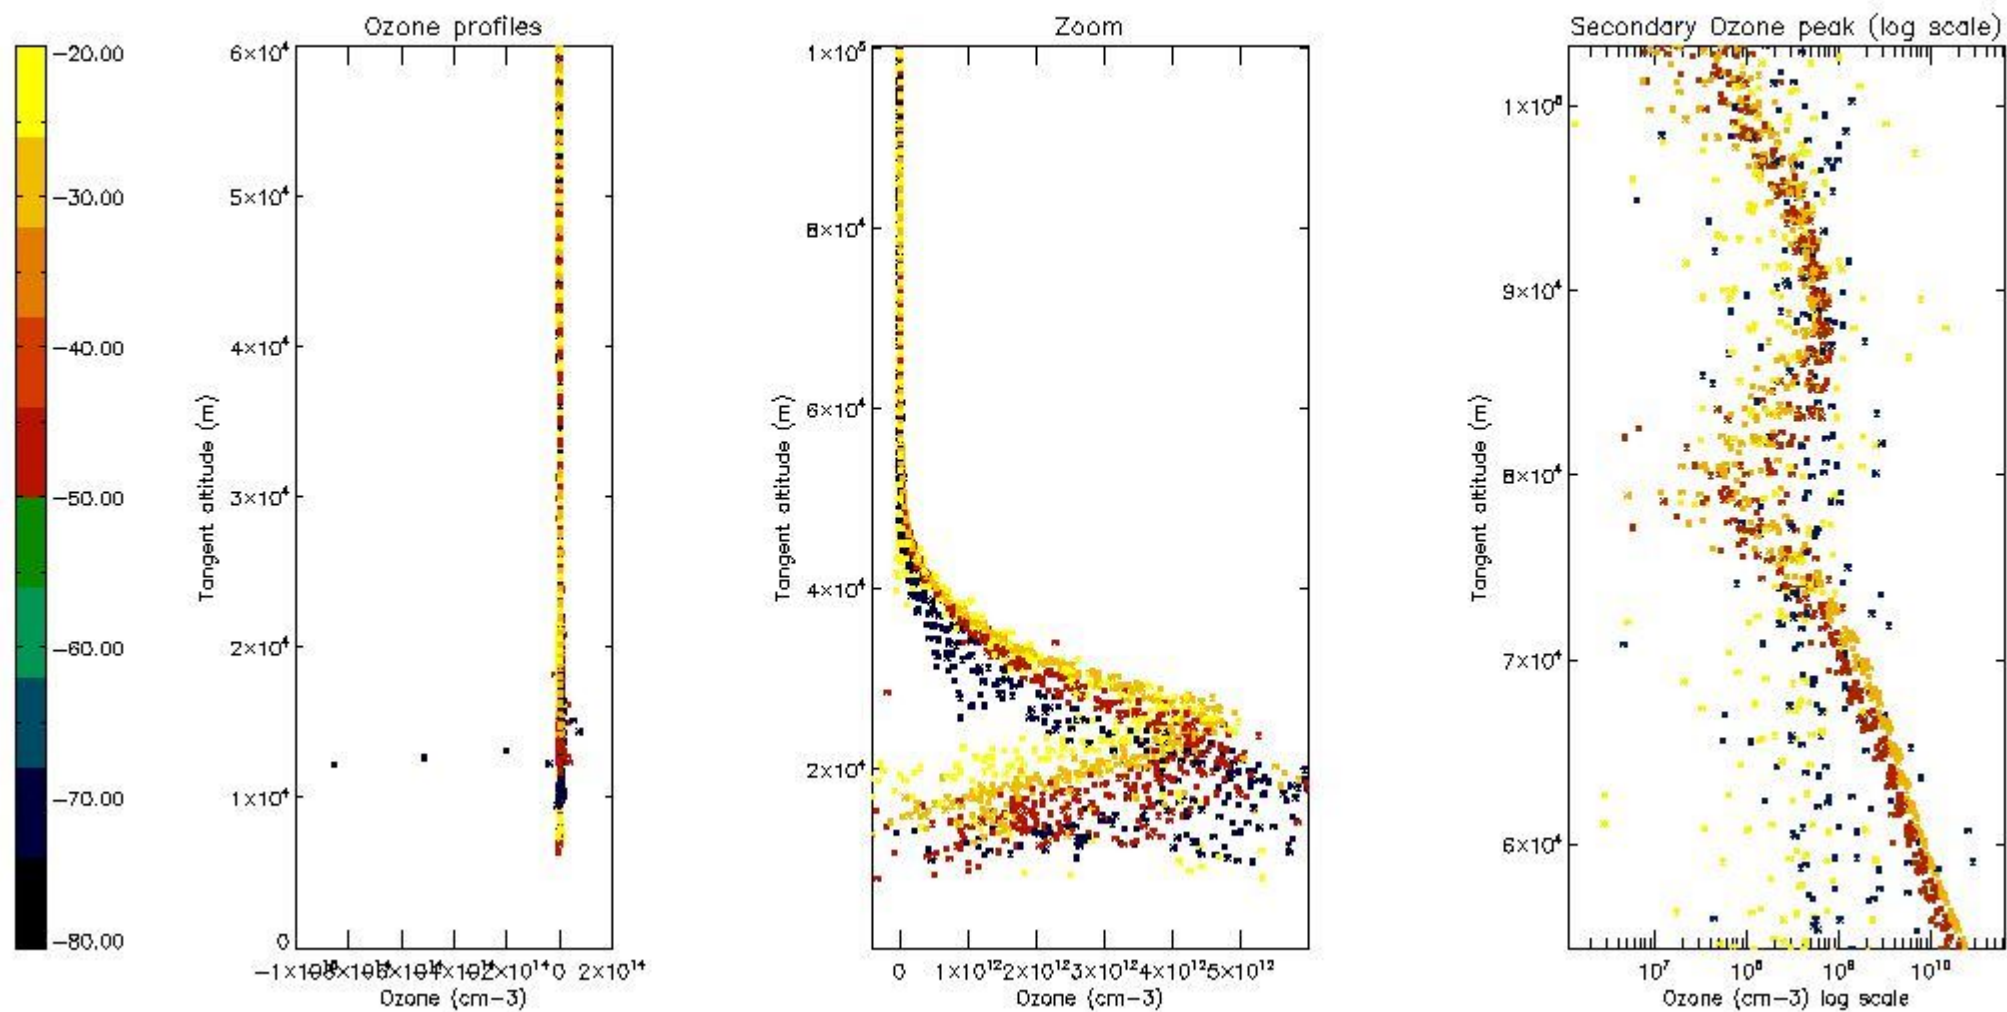 Ozone profiles
Zoom
Secondary Ozone peak (log scale)
−20.00
−30.00
−40.00
−50.00
−60.00
−70.00
−80.00
Tangent altitude (m)
6×10⁴
5×10⁴
4×10⁴
3×10⁴
2×10⁴
1×10⁴
0
0 2×10¹⁴
Ozone (cm−3)
Tangent altitude (m)
1×10⁵
8×10⁴
6×10⁴
4×10⁴
2×10⁴
0 1×10¹² 2×10¹² 3×10¹² 4×10¹² 5×10¹²
Ozone (cm−3)
Tangent altitude (m)
9×10⁴
8×10⁴
7×10⁴
6×10⁴
10⁷ 10⁸ 10⁹ 10¹⁰
Ozone (cm−3) log scale